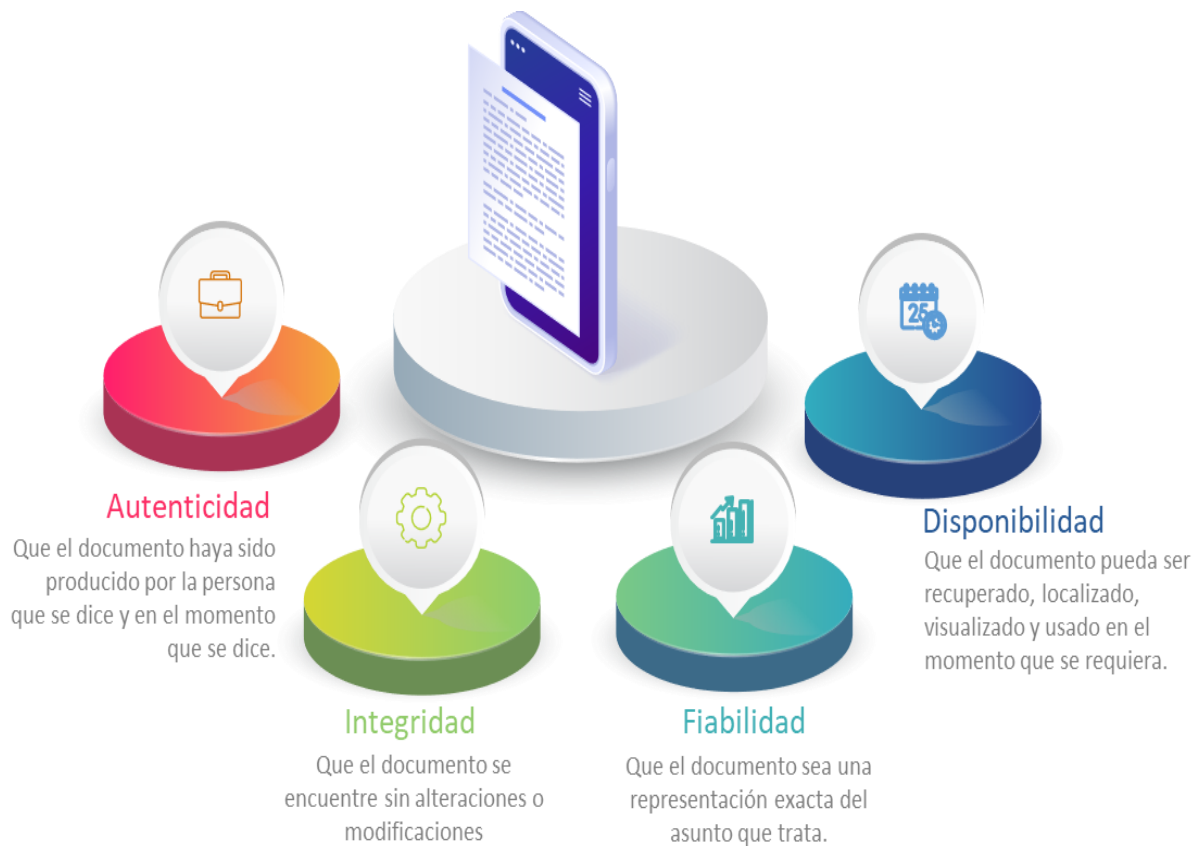 Autenticidad
Que el documento haya sido
producido por la persona
que se dice y en el momento
que se dice.
Integridad
Que el documento se
encuentre sin alteraciones o
modificaciones
Fiabilidad
Que el documento sea una
representación exacta del
asunto que trata.
25
Disponibilidad
Que el documento pueda ser
recuperado, localizado,
visualizado y usado en el
momento que se requiera.